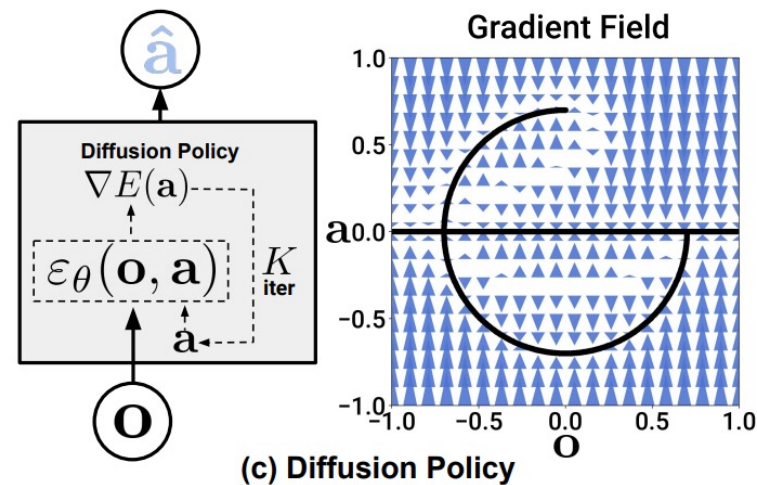 â
Diffusion Policy
∇E(a)
ε_θ(o, a)
K
iter
a
o
Gradient Field
1.0
0.5
a 0.0
−0.5
−1.0
−1.0 −0.5 0.0 0.5 1.0
o
(c) Diffusion Policy